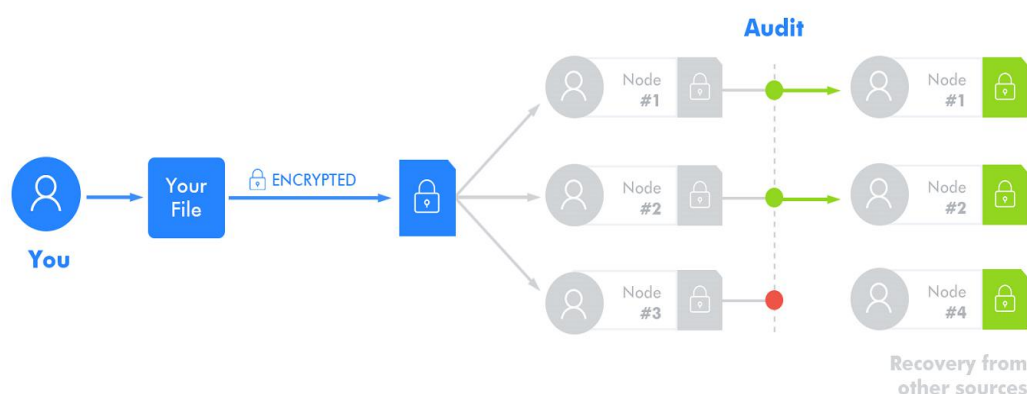 Audit
You
Your
File
ENCRYPTED
Node
#1
Node
#2
Node
#3
Node
#1
Node
#2
Node
#4
Recovery from
other sources